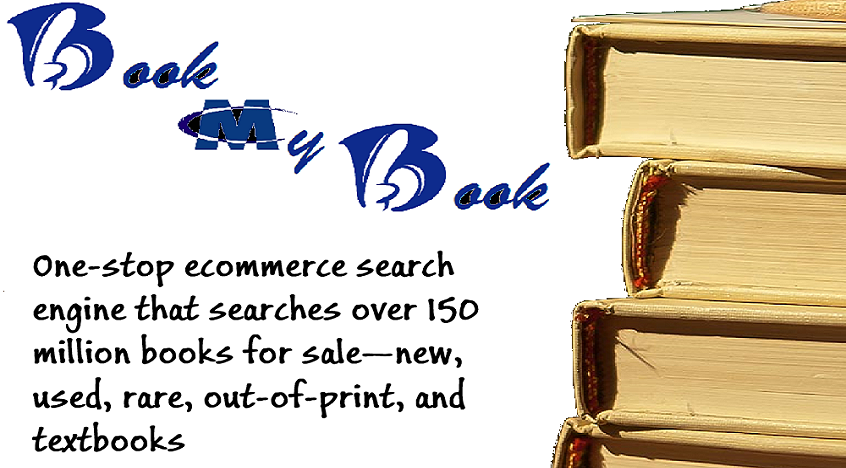 Book
My
Book
One-stop ecommerce search
engine that searches over 150
million books for sale—new,
used, rare, out-of-print, and
textbooks